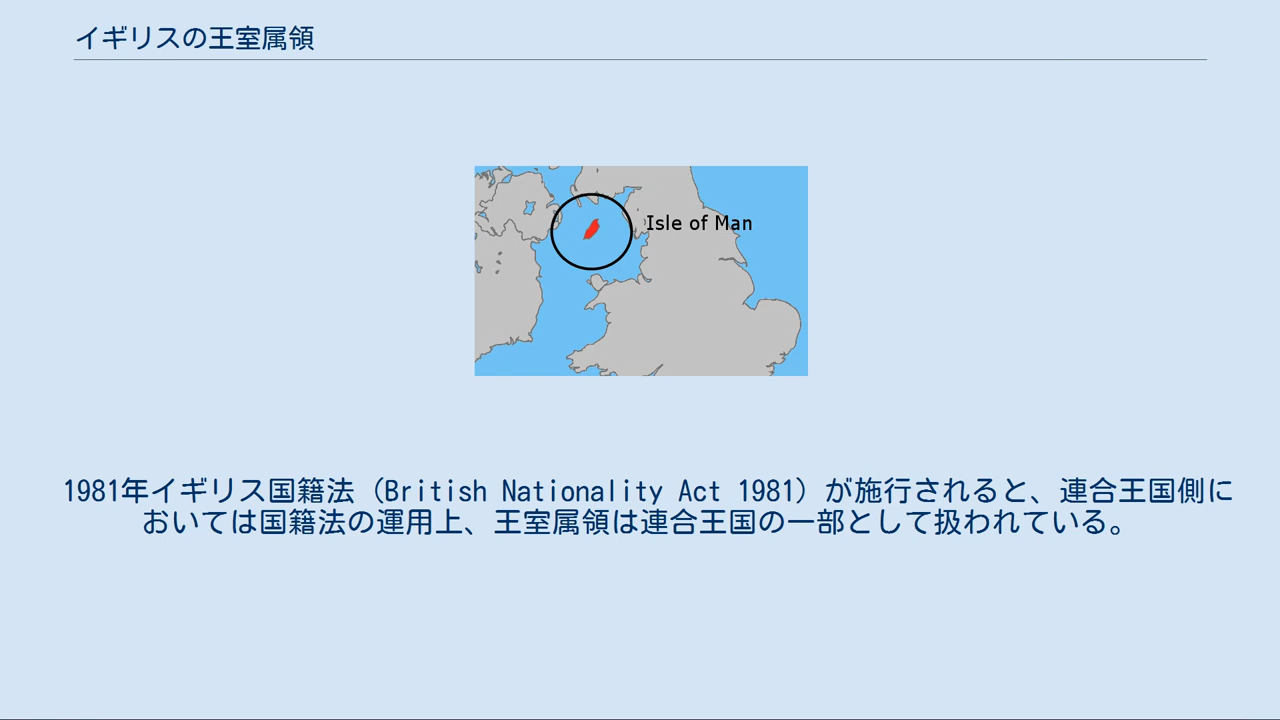 イギリスの王室属領
Isle of Man
1981年イギリス国籍法（British Nationality Act 1981）が施行されると、連合王国側に
おいては国籍法の運用上、王室属領は連合王国の一部として扱われている。